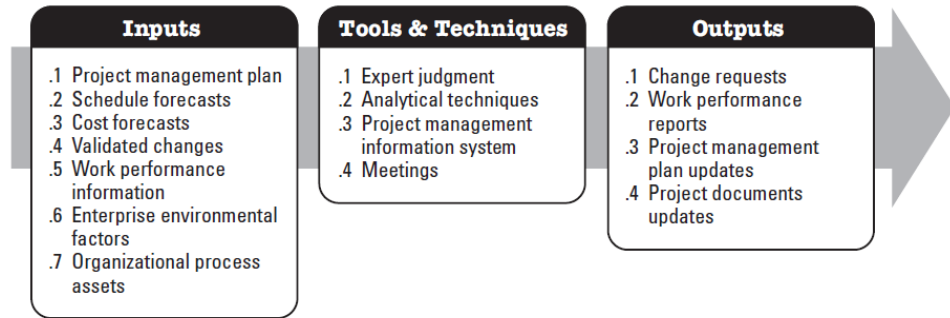 Inputs
.1 Project management plan
.2 Schedule forecasts
.3 Cost forecasts
.4 Validated changes
.5 Work performance
information
.6 Enterprise environmental
factors
.7 Organizational process
assets
Tools & Techniques
.1 Expert judgment
.2 Analytical techniques
.3 Project management
information system
.4 Meetings
Outputs
.1 Change requests
.2 Work performance
reports
.3 Project management
plan updates
.4 Project documents
updates